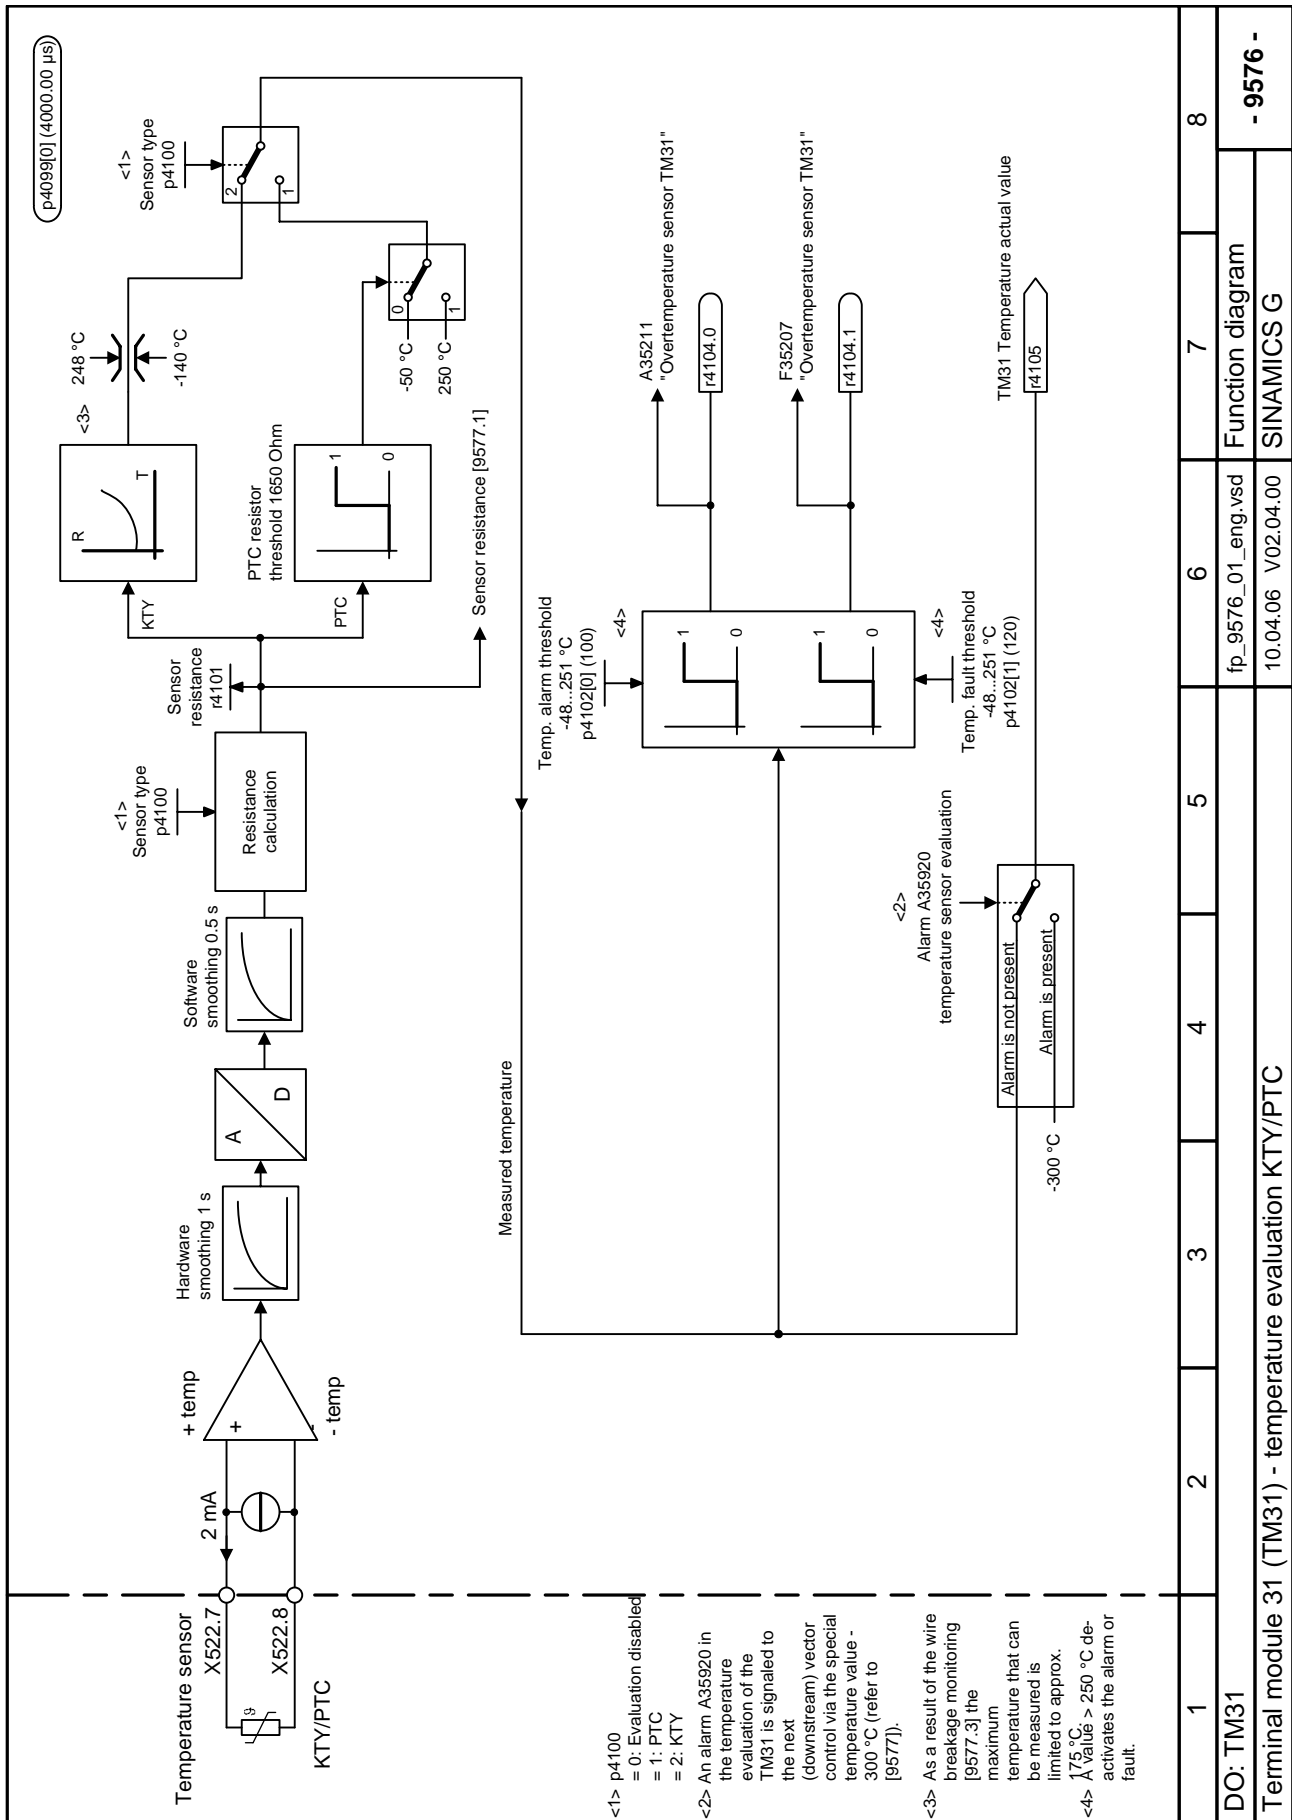 p4099[0] (4000.00 µs)
Temperature sensor
X522.7
X522.8
KTY/PTC
ϑ
2 mA
+ temp
- temp
+
-
Hardware
smoothing 1 s
A
D
Software
smoothing 0.5 s
<1>
Sensor type
p4100
Resistance
calculation
Sensor
resistance
r4101
KTY
PTC
R
T
<3>
248 °C
-140 °C
PTC resistor
threshold 1650 Ohm
1
0
0
1
-50 °C
250 °C
<1>
Sensor type
p4100
2
1
Sensor resistance [9577.1]
Measured temperature
Temp. alarm threshold
-48...251 °C
p4102[0] (100)
<4>
1
0
1
0
<4>
Temp. fault threshold
-48...251 °C
p4102[1] (120)
A35211
"Overtemperature sensor TM31"
r4104.0
F35207
"Overtemperature sensor TM31"
r4104.1
<2>
Alarm A35920
temperature sensor evaluation
Alarm is not present
Alarm is present
-300 °C
TM31 Temperature actual value
r4105
<1> p4100
= 0: Evaluation disabled
= 1: PTC
= 2: KTY
<2> An alarm A35920 in
the temperature
evaluation of the
TM31 is signaled to
the next
(downstream) vector
control via the special
temperature value -
300 °C (refer to
[9577]).
<3> As a result of the wire
breakage monitoring
[9577.3] the
maximum
temperature that can
be measured is
limited to approx.
175 °C.
<4> A value > 250 °C de-
activates the alarm or
fault.
1
2
3
4
5
6
7
8
DO: TM31
fp_9576_01_eng.vsd
Function diagram
- 9576 -
Terminal module 31 (TM31) - temperature evaluation KTY/PTC
10.04.06 V02.04.00
SINAMICS G